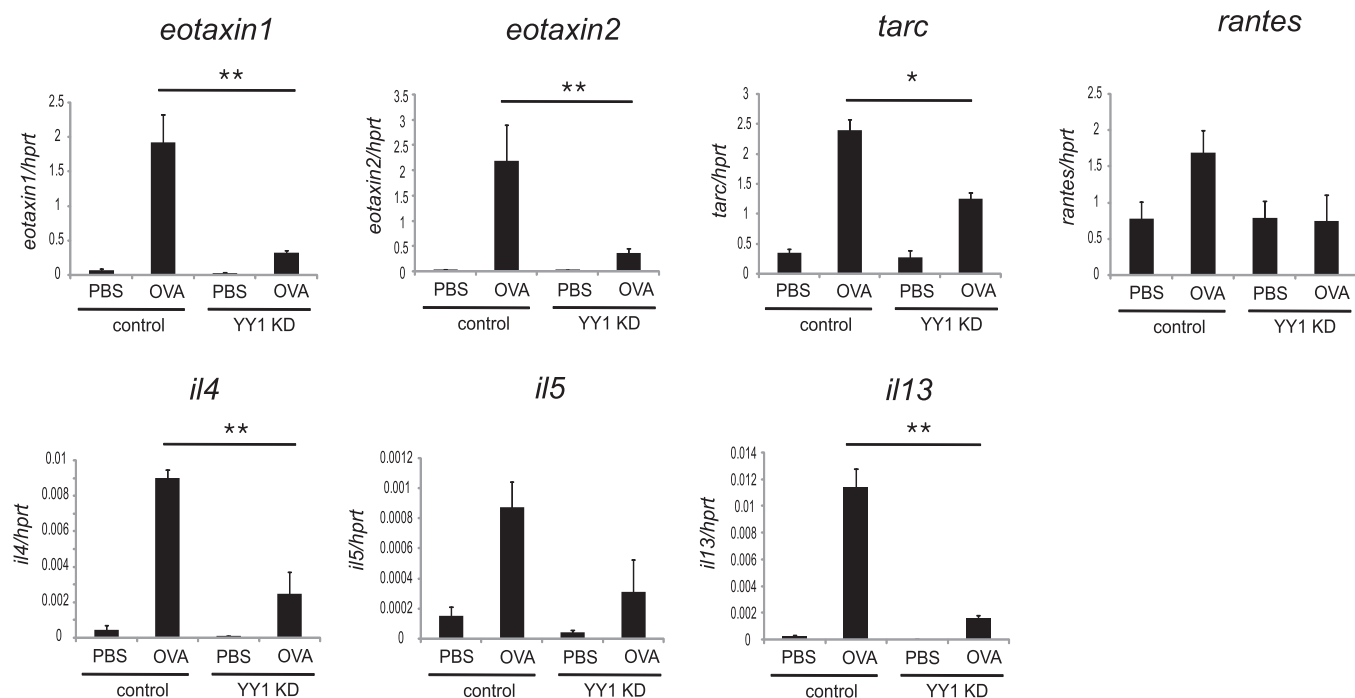 eotaxin1
**
eotaxin1/hprt
2.5
2
1.5
1
0.5
0
PBS OVA PBS OVA
control YY1 KD
eotaxin2
**
eotaxin2/hprt
3.5
3
2.5
2
1.5
1
0.5
0
PBS OVA PBS OVA
control YY1 KD
tarc
*
tarc/hprt
3
2.5
2
1.5
1
0.5
0
PBS OVA PBS OVA
control YY1 KD
rantes
rantes/hprt
2.5
2
1.5
1
0.5
0
PBS OVA PBS OVA
control YY1 KD
il4
**
il4/hprt
0.01
0.008
0.006
0.004
0.002
0
PBS OVA PBS OVA
control YY1 KD
il5
il5/hprt
0.0012
0.001
0.0008
0.0006
0.0004
0.0002
0
PBS OVA PBS OVA
control YY1 KD
il13
**
il13/hprt
0.014
0.012
0.01
0.008
0.006
0.004
0.002
0
PBS OVA PBS OVA
control YY1 KD